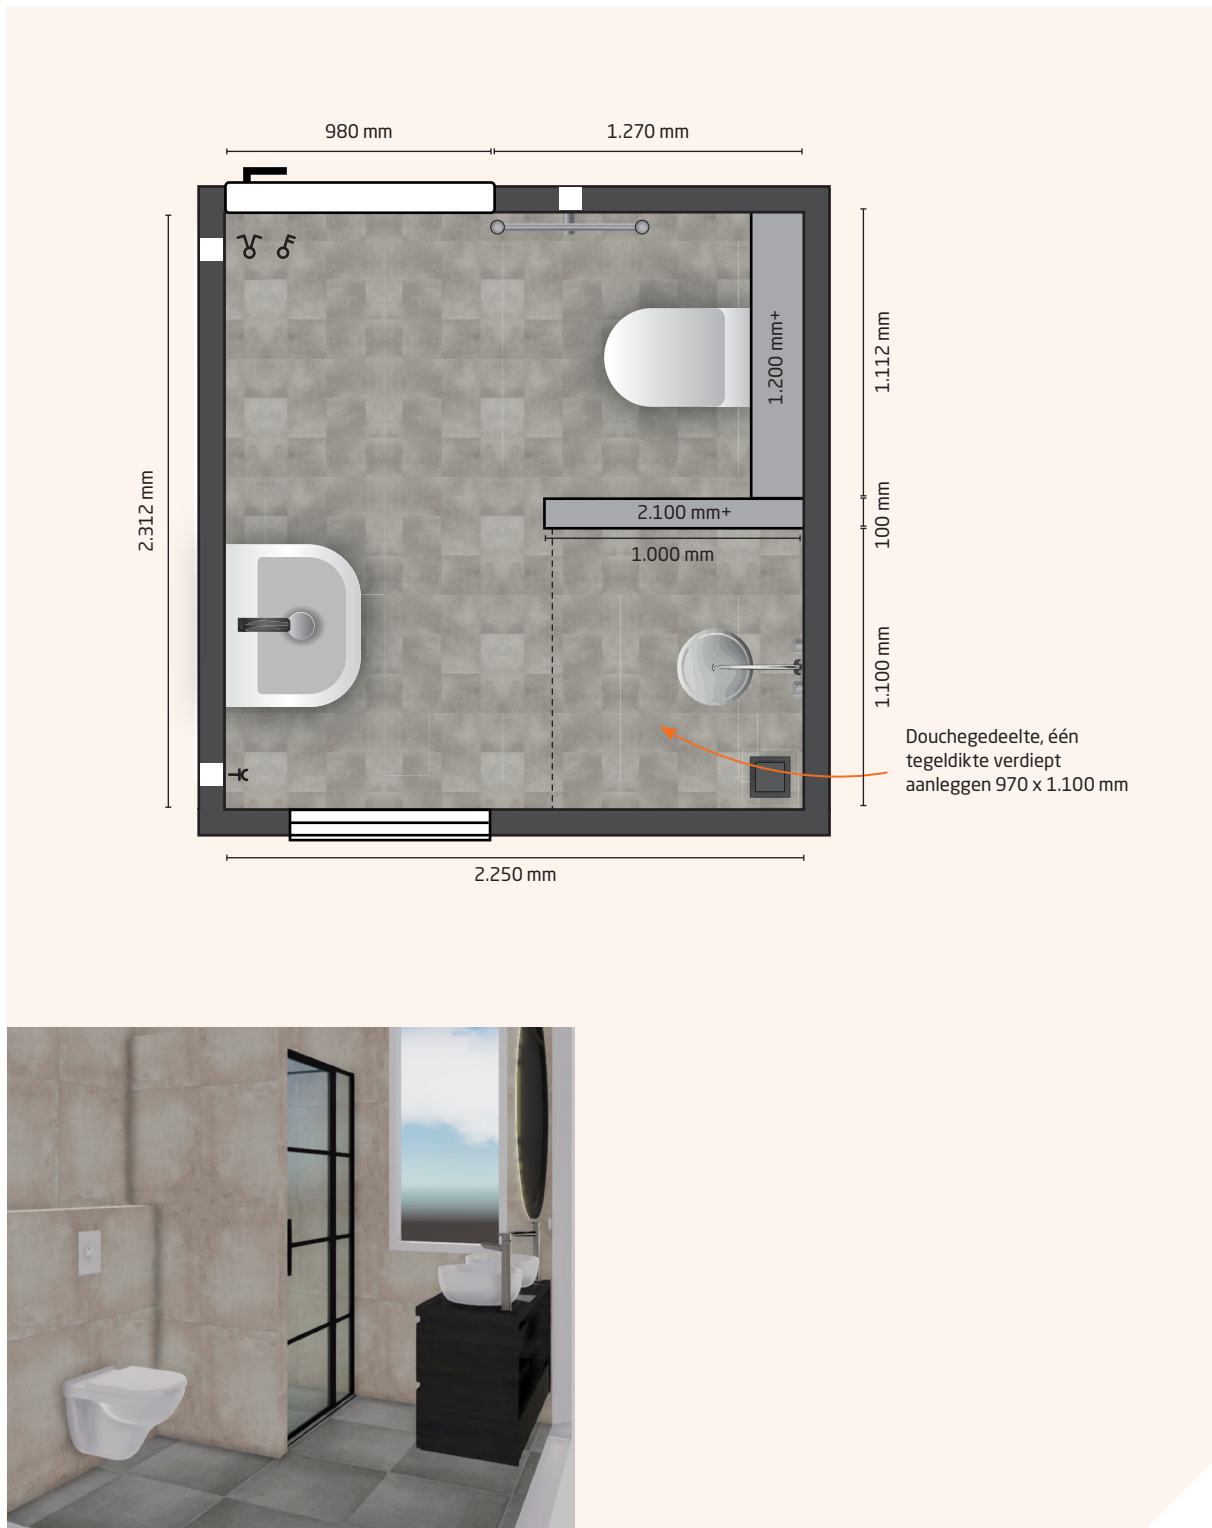 980 mm
1.270 mm
1.112 mm
1.200 mm+
2.312 mm
100 mm
2.100 mm+
1.000 mm
1.100 mm
Douchegedeelte, één
tegeldikte verdiept
aanleggen 970 x 1.100 mm
2.250 mm